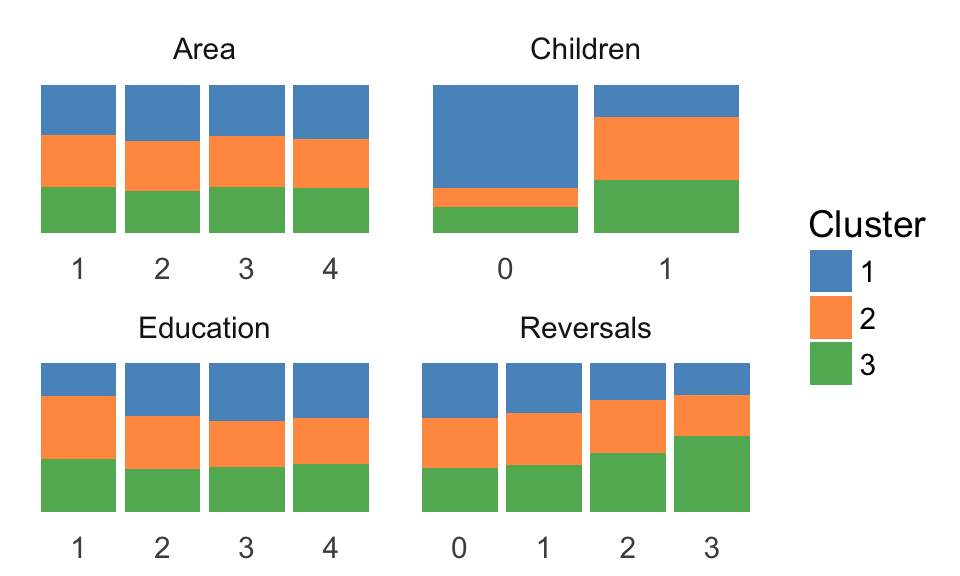 Area
1 2 3 4
Children
0 1
Education
1 2 3 4
Reversals
0 1 2 3
Cluster
1
2
3